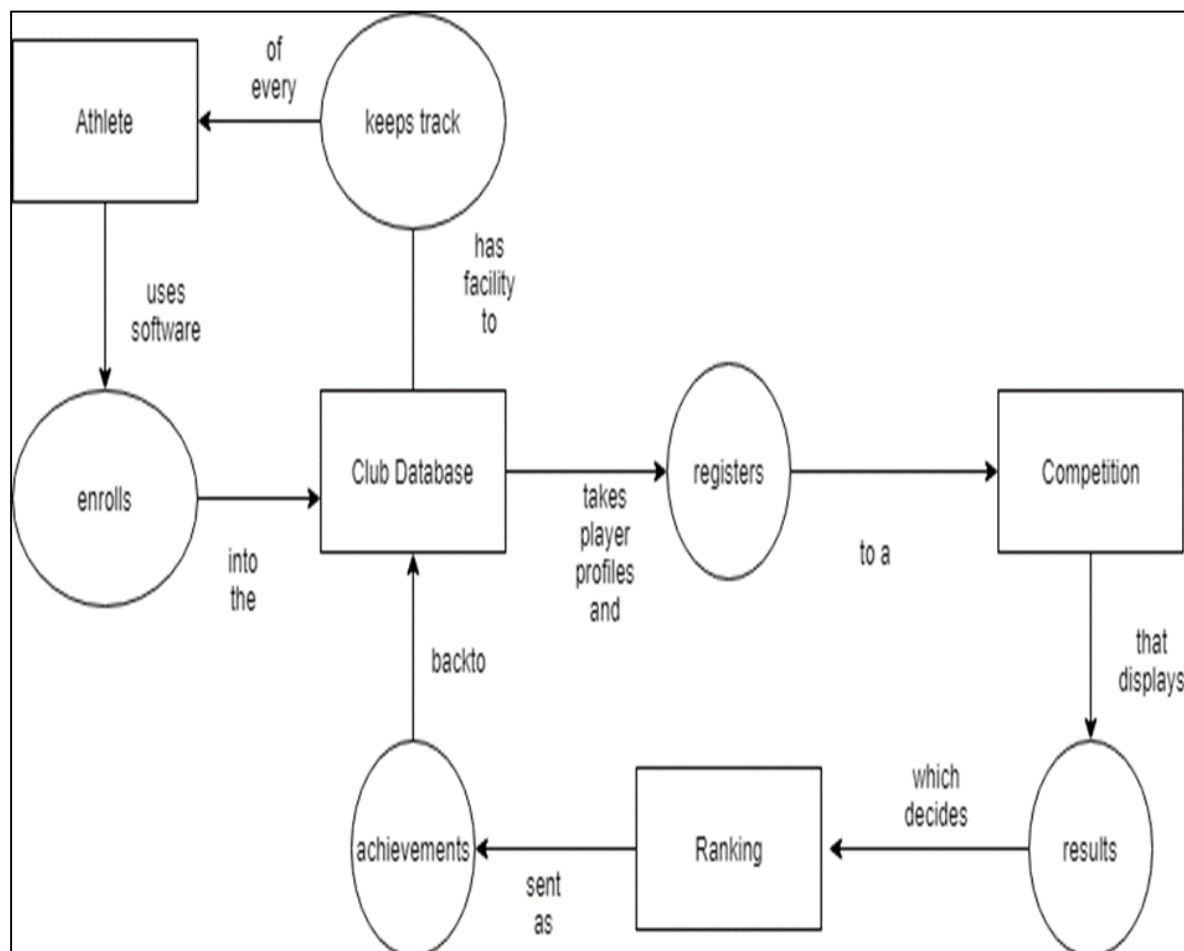 of
every
Athlete
keeps track
has
facility
to
uses
software
enrolls
into
the
Club Database
takes
player
profiles
and
registers
to a
Competition
that
displays
results
which
decides
Ranking
sent
as
achievements
backto